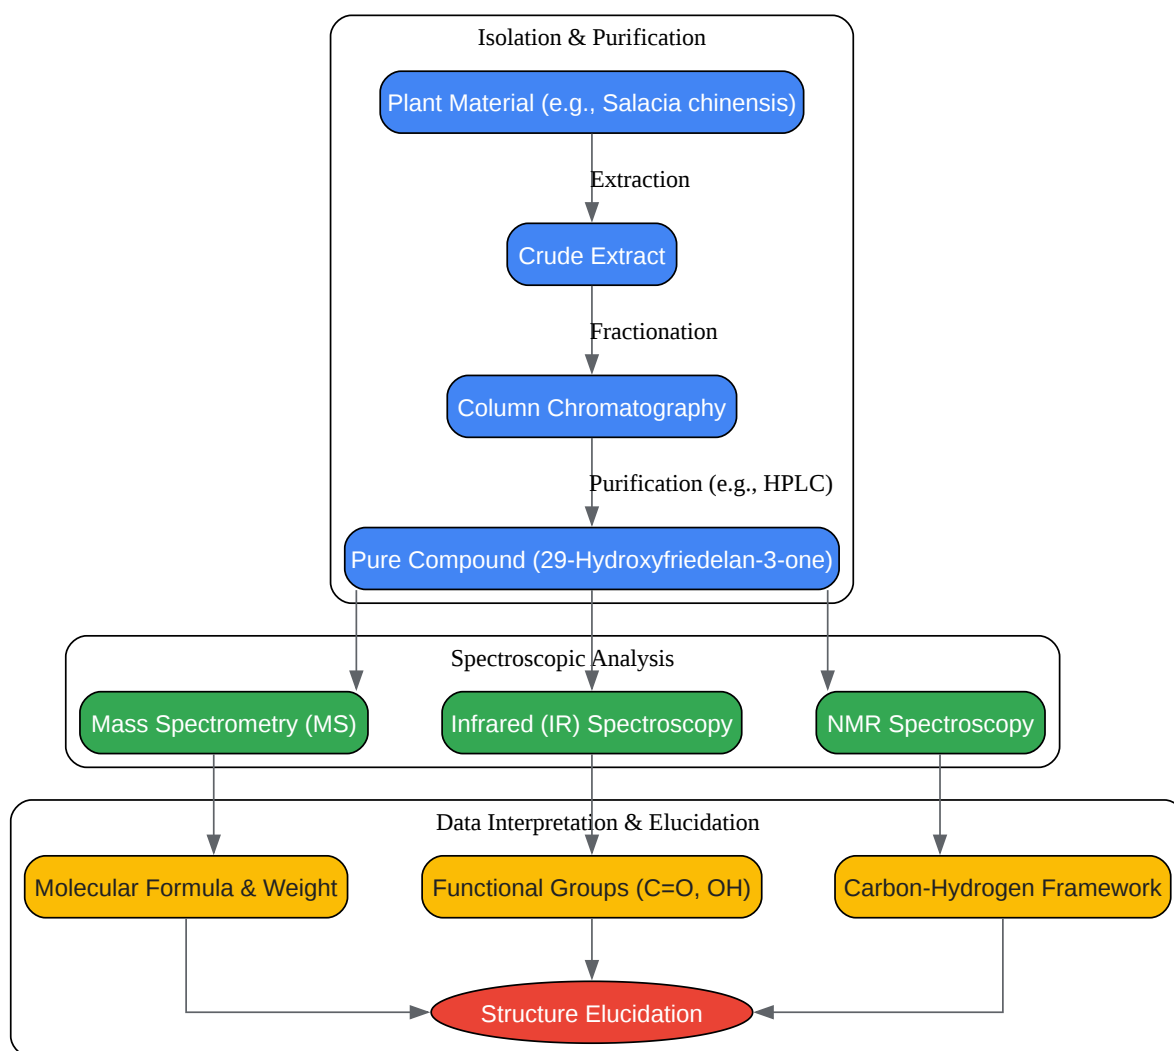 Isolation & Purification
Plant Material (e.g., Salacia chinensis)
Extraction
Crude Extract
Fractionation
Column Chromatography
Purification (e.g., HPLC)
Pure Compound (29-Hydroxyfriedelan-3-one)
Spectroscopic Analysis
Mass Spectrometry (MS)
Infrared (IR) Spectroscopy
NMR Spectroscopy
Data Interpretation & Elucidation
Molecular Formula & Weight
Functional Groups (C=O, OH)
Carbon-Hydrogen Framework
Structure Elucidation